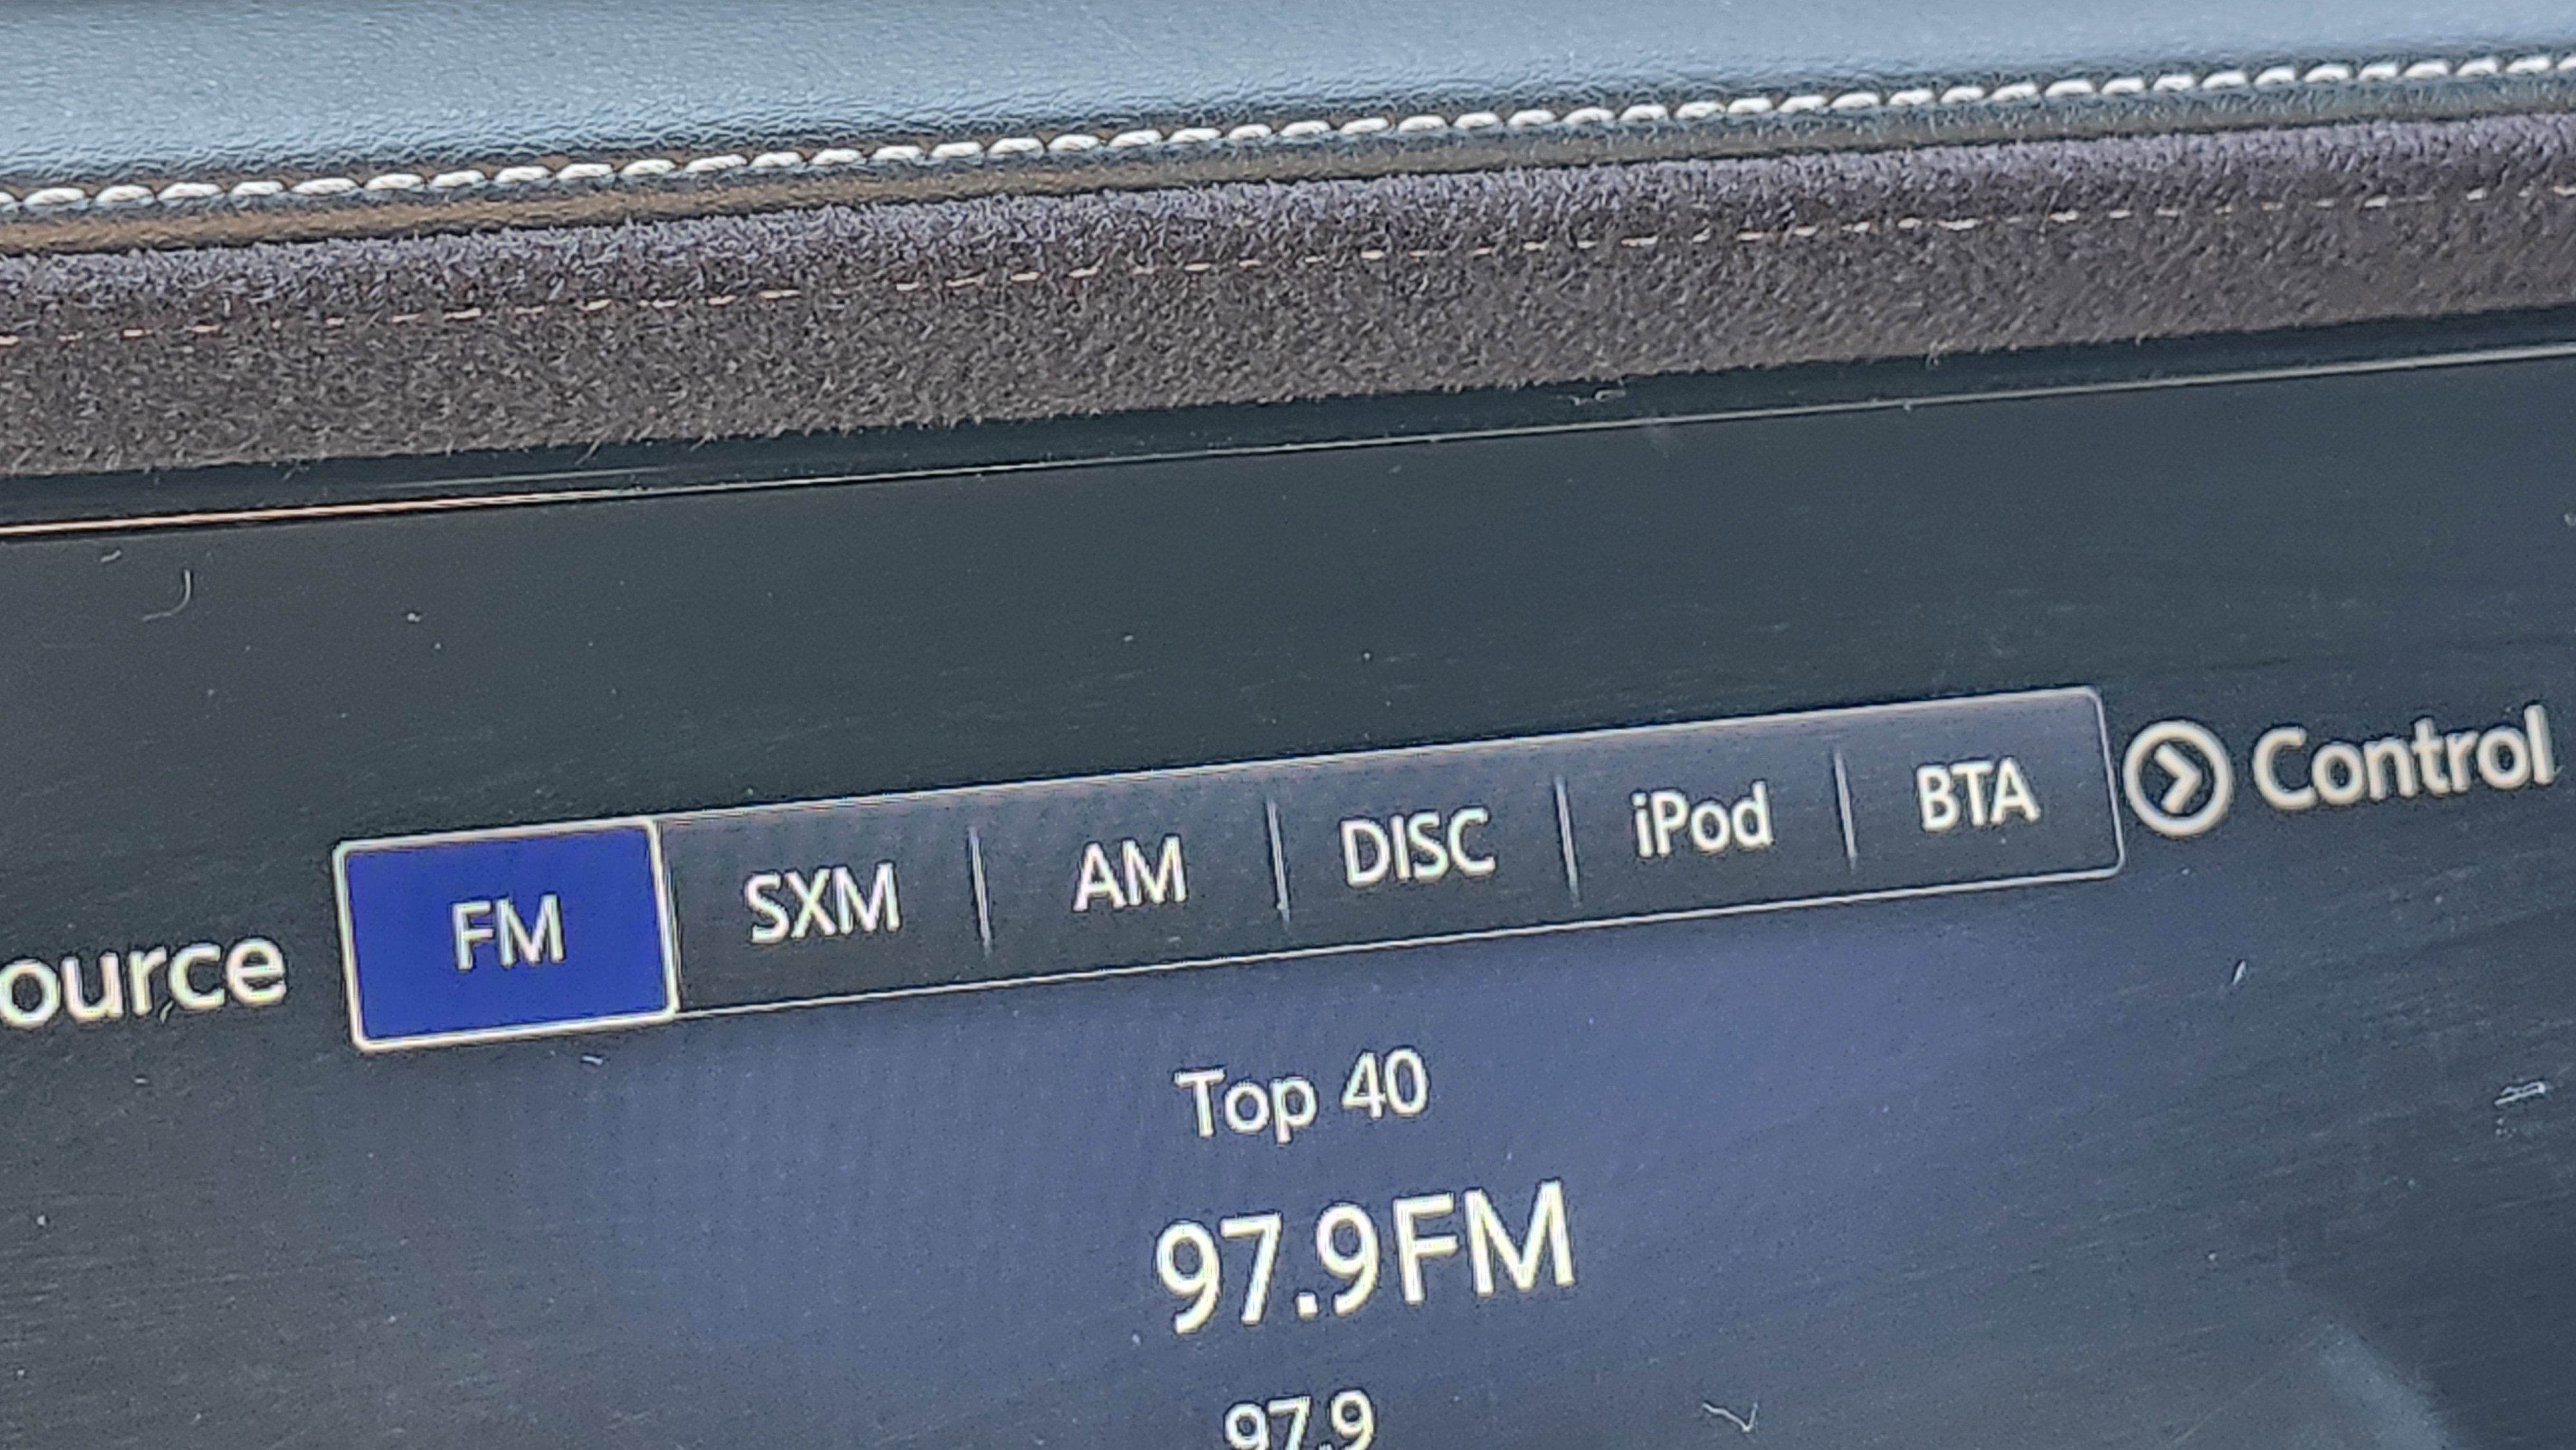 ource FM SXM AM DISC iPod BTA Control
Top 40
97.9FM
97.9